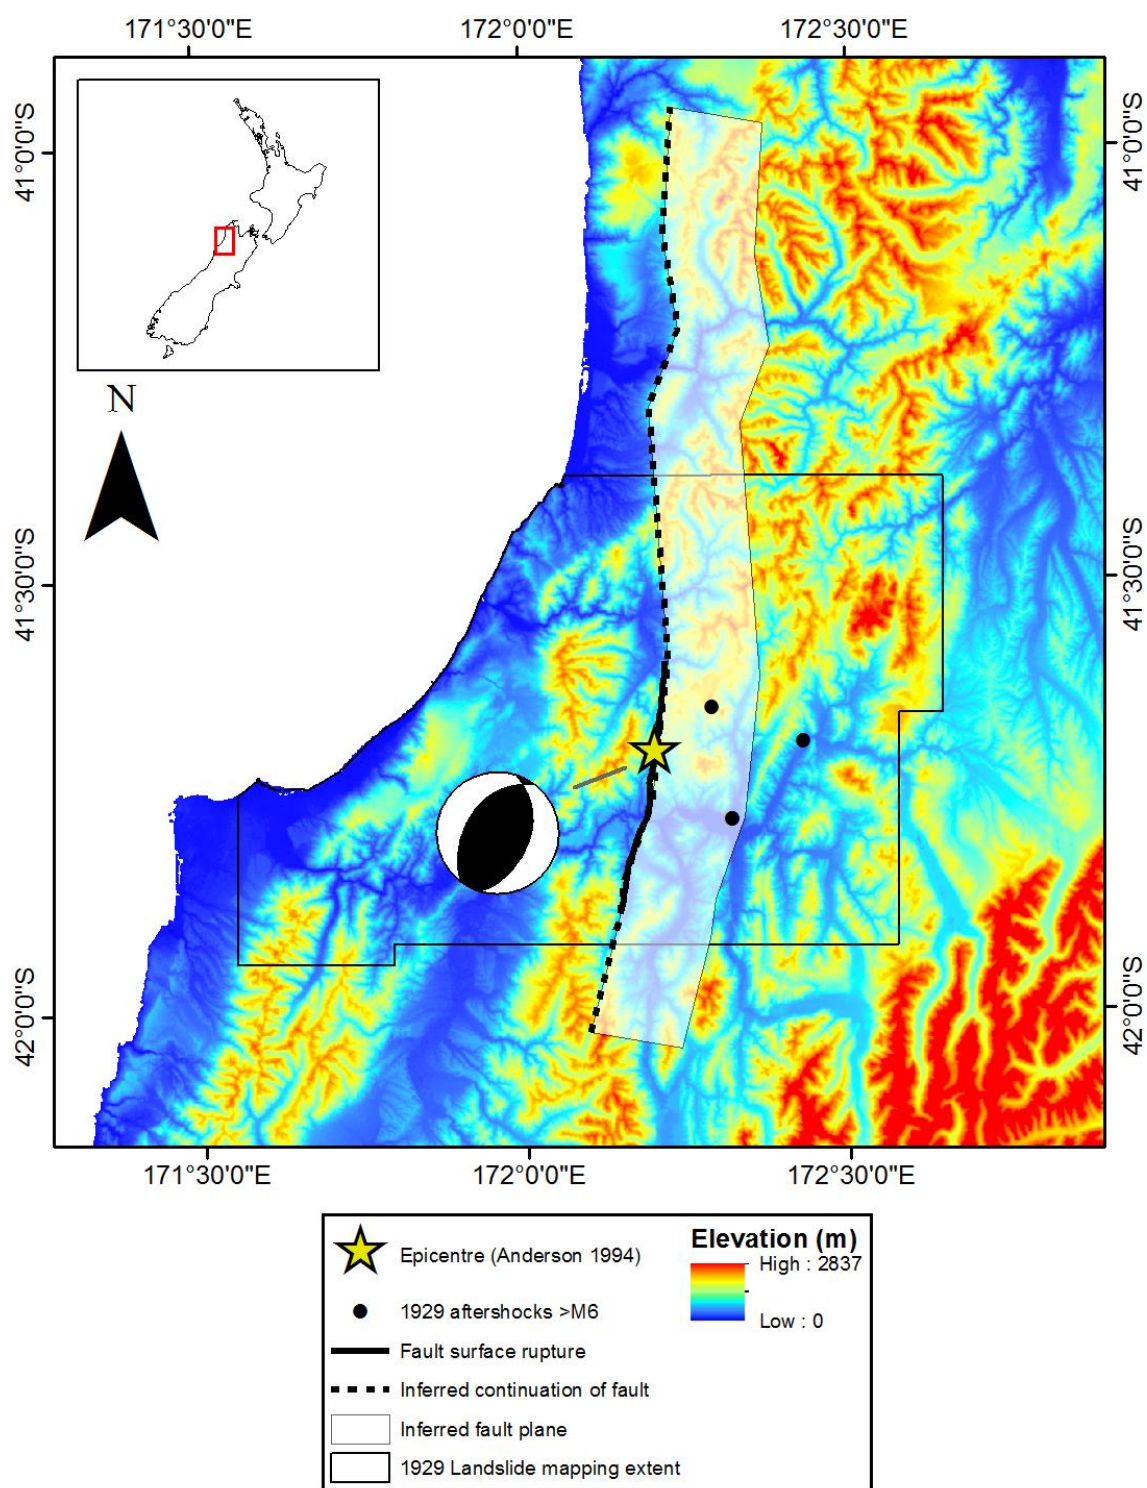 171°30'0"E 172°0'0"E 172°30'0"E
41°0'0"S
41°0'0"S
N
41°30'0"S
41°30'0"S
42°0'0"S
42°0'0"S
171°30'0"E 172°0'0"E 172°30'0"E
Epicentre (Anderson 1994)
1929 aftershocks >M6
Fault surface rupture
Inferred continuation of fault
Inferred fault plane
1929 Landslide mapping extent
Elevation (m)
High : 2837
Low : 0